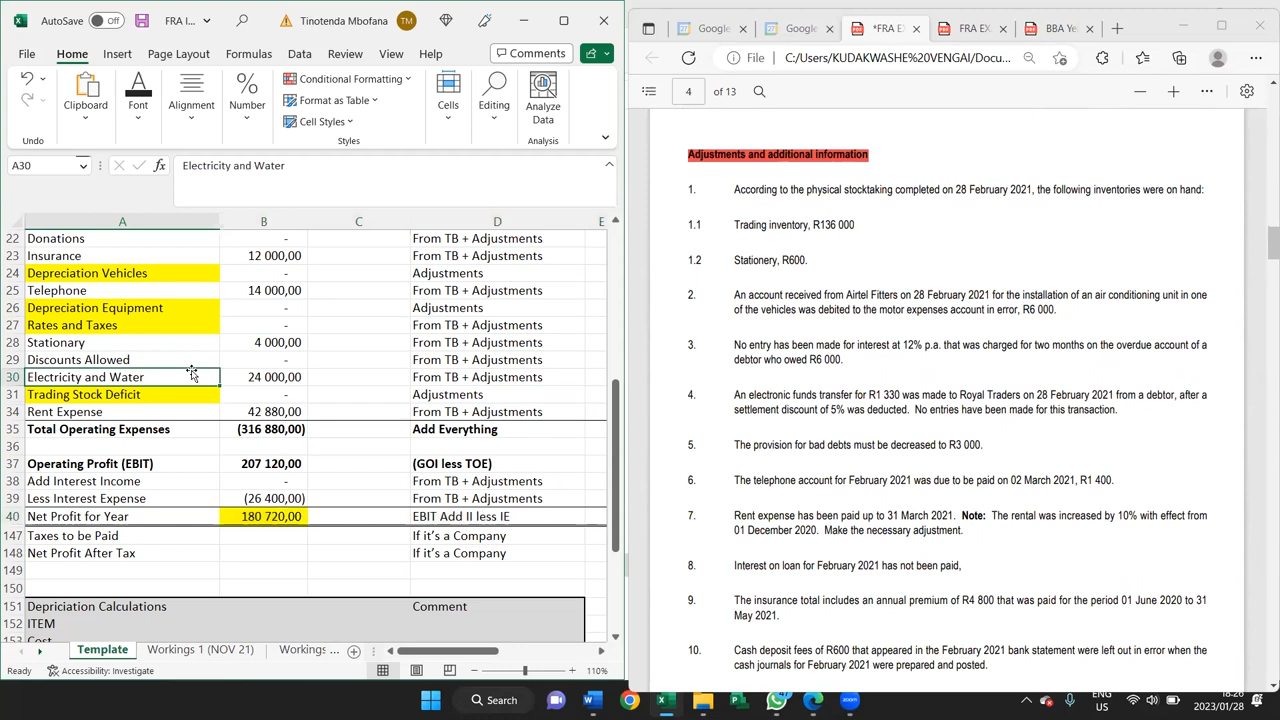 AutoSave Off FRA I... Tinotenda Mbofana TM
Google Google *FRA EX FRA EX BBA Ye
File Home Insert Page Layout Formulas Data Review View Help Comments
File C:/Users/KUDAKWASHE%20VENGAI/Docu...
4 of 13
Clipboard Font Alignment Number Conditional Formatting Format as Table Cell Styles Cells Editing Analyze Data
Undo Styles Analysis
A30 fx Electricity and Water
A B C D E
22 Donations - From TB + Adjustments
23 Insurance 12 000,00 From TB + Adjustments
24 Depreciation Vehicles - Adjustments
25 Telephone 14 000,00 From TB + Adjustments
26 Depreciation Equipment - Adjustments
27 Rates and Taxes - From TB + Adjustments
28 Stationary 4 000,00 From TB + Adjustments
29 Discounts Allowed - From TB + Adjustments
30 Electricity and Water 24 000,00 From TB + Adjustments
31 Trading Stock Deficit - Adjustments
34 Rent Expense 42 880,00 From TB + Adjustments
35 Total Operating Expenses (316 880,00) Add Everything
36
37 Operating Profit (EBIT) 207 120,00 (GOI less TOE)
38 Add Interest Income - From TB + Adjustments
39 Less Interest Expense (26 400,00) From TB + Adjustments
40 Net Profit for Year 180 720,00 EBIT Add II less IE
147 Taxes to be Paid If it's a Company
148 Net Profit After Tax If it's a Company
149
150
151 Depriciation Calculations Comment
152 ITEM
153 Cost
Template Workings 1 (NOV 21) Workings ...
Ready Accessibility: Investigate 110%
Adjustments and additional information
1. According to the physical stocktaking completed on 28 February 2021, the following inventories were on hand:
1.1 Trading inventory, R136 000
1.2 Stationery, R600.
2. An account received from Airtel Fitters on 28 February 2021 for the installation of an air conditioning unit in one
of the vehicles was debited to the motor expenses account in error, R6 000.
3. No entry has been made for interest at 12% p.a. that was charged for two months on the overdue account of a
debtor who owed R6 000.
4. An electronic funds transfer for R1 330 was made to Royal Traders on 28 February 2021 from a debtor, after a
settlement discount of 5% was deducted. No entries have been made for this transaction.
5. The provision for bad debts must be decreased to R3 000.
6. The telephone account for February 2021 was due to be paid on 02 March 2021, R1 400.
7. Rent expense has been paid up to 31 March 2021. Note: The rental was increased by 10% with effect from
01 December 2020. Make the necessary adjustment.
8. Interest on loan for February 2021 has not been paid,
9. The insurance total includes an annual premium of R4 800 that was paid for the period 01 June 2020 to 31
May 2021.
10. Cash deposit fees of R600 that appeared in the February 2021 bank statement were left out in error when the
cash journals for February 2021 were prepared and posted.
Search ENG US 18:26 2023/01/28